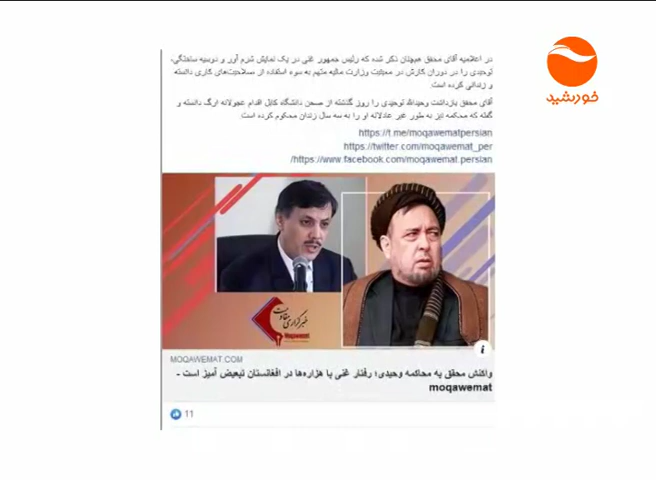 در اعلامیه آقای محقق همچنان ذکر شده که رئیس جمهور غنی در یک نمایش شرم آور و دوسیه ساختگی،
توحیدی را در دوران کارش در معینیت وزارت مالیه متهم به سوء استفاده از صلاحیت‌های کاری دانسته
و زندانی کرده است.
آقای محقق بازداشت وحیدالله توحیدی را روز گذشته از صحن دانشگاه کابل اقدام عجولانه ارگ دانسته و
گفته که محکمه نیز به طور غیر عادلانه او را به سه سال زندان محکوم کرده است
https://t.me/moqawematpersian
https://twitter.com/moqawemat_per
https://www.facebook.com/moqawemat.persian/
خبرگزاری مقاومت
Moqawemat
MOQAWEMAT.COM
واکنش محقق به محاکمه وحیدی؛ رفتار غنی با هزاره‌ها در افغانستان تبعیض آمیز است -
moqawemat
11
خورشید